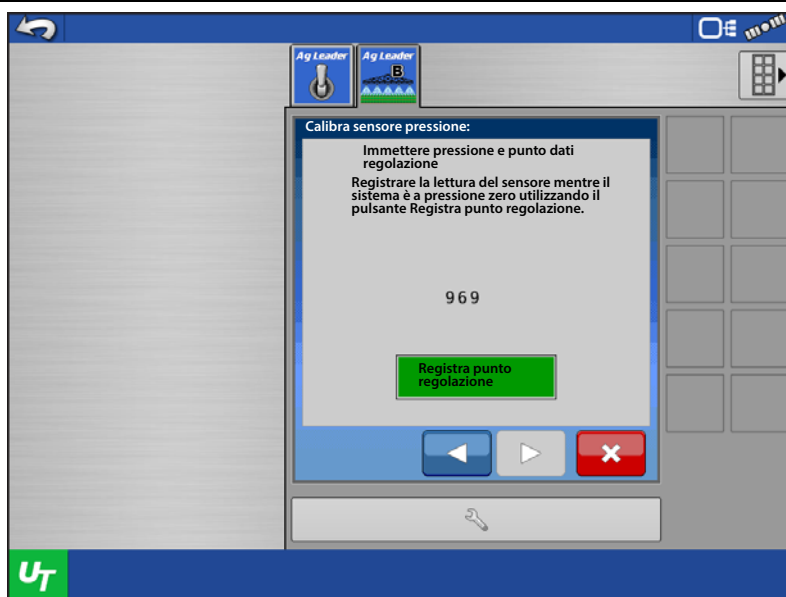 Ag Leader
Ag Leader
B
Calibra sensore pressione:
Immettere pressione e punto dati
regolazione
Registrare la lettura del sensore mentre il
sistema è a pressione zero utilizzando il
pulsante Registra punto regolazione.
969
Registra punto
regolazione
UT